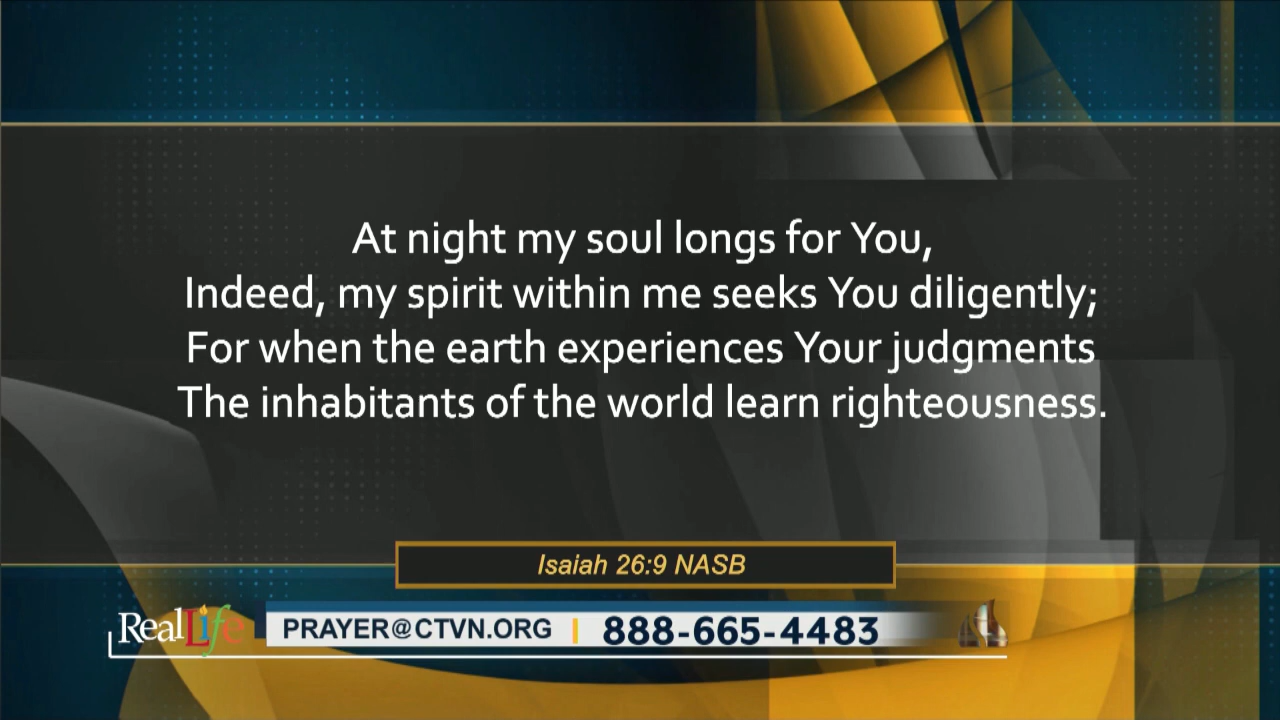 At night my soul longs for You,
Indeed, my spirit within me seeks You diligently;
For when the earth experiences Your judgments
The inhabitants of the world learn righteousness.
Isaiah 26:9 NASB
RealLife
PRAYER@CTVN.ORG | 888-665-4483